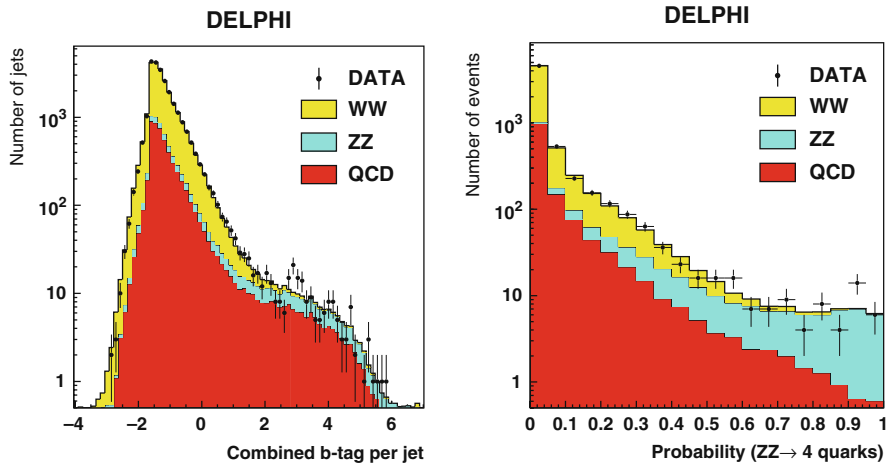 DELPHI
Number of jets
10³
10²
10
1
DATA
WW
ZZ
QCD
−4 −2 0 2 4 6
Combined b-tag per jet
DELPHI
Number of events
10³
10²
10
1
DATA
WW
ZZ
QCD
0 0.1 0.2 0.3 0.4 0.5 0.6 0.7 0.8 0.9 1
Probability (ZZ→ 4 quarks)